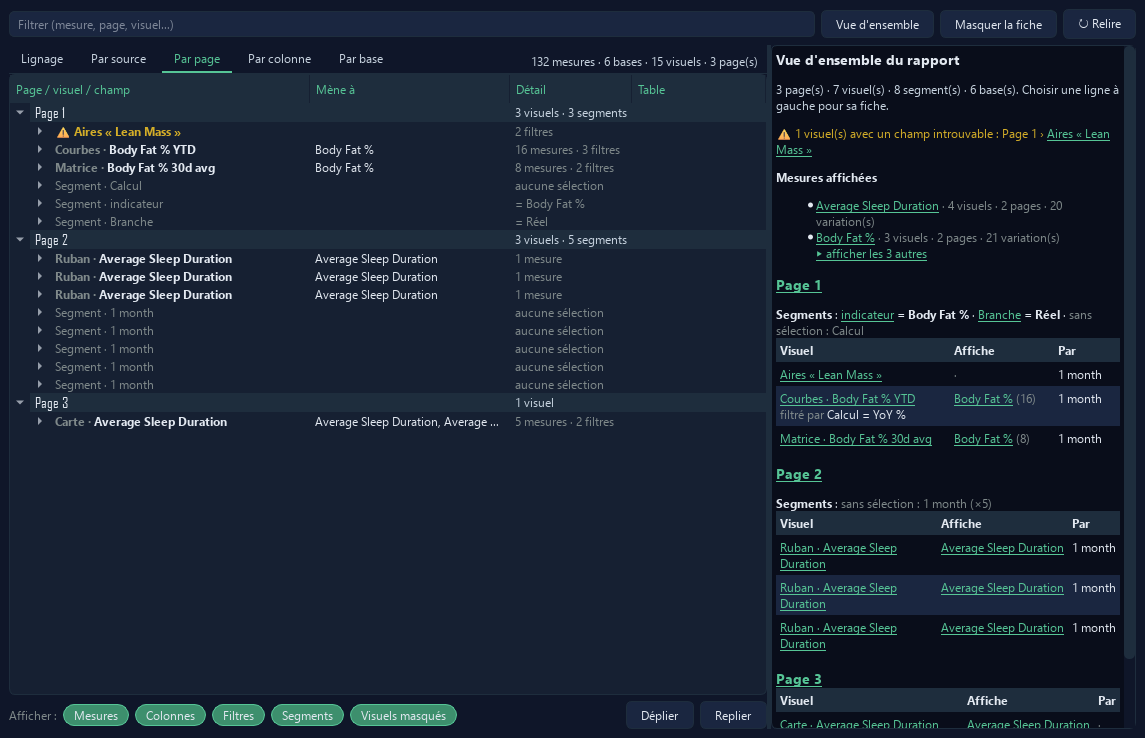 Filtrer (mesure, page, visuel...)
Vue d'ensemble
Masquer la fiche
↻ Relire
Lignage
Par source
Par page
Par colonne
Par base
132 mesures · 6 bases · 15 visuels · 3 page(s)
Page / visuel / champ
Mène à
Détail
Table
Page 1
3 visuels · 3 segments
Aires « Lean Mass »
2 filtres
Courbes · Body Fat % YTD
Body Fat %
16 mesures · 3 filtres
Matrice · Body Fat % 30d avg
Body Fat %
8 mesures · 2 filtres
Segment · Calcul
aucune sélection
Segment · indicateur
= Body Fat %
Segment · Branche
= Réel
Page 2
3 visuels · 5 segments
Ruban · Average Sleep Duration
Average Sleep Duration
1 mesure
Ruban · Average Sleep Duration
Average Sleep Duration
1 mesure
Ruban · Average Sleep Duration
Average Sleep Duration
1 mesure
Segment · 1 month
aucune sélection
Segment · 1 month
aucune sélection
Segment · 1 month
aucune sélection
Segment · 1 month
aucune sélection
Segment · 1 month
aucune sélection
Page 3
1 visuel
Carte · Average Sleep Duration
Average Sleep Duration, Average ...
5 mesures · 2 filtres
Afficher :
Mesures
Colonnes
Filtres
Segments
Visuels masqués
Déplier
Replier
Vue d'ensemble du rapport
3 page(s) · 7 visuel(s) · 8 segment(s) · 6 base(s). Choisir une ligne à
gauche pour sa fiche.
1 visuel(s) avec un champ introuvable : Page 1 › Aires « Lean
Mass »
Mesures affichées
• Average Sleep Duration · 4 visuels · 2 pages · 20
variation(s)
• Body Fat % · 3 visuels · 2 pages · 21 variation(s)
‣ afficher les 3 autres
Page 1
Segments : indicateur = Body Fat % · Branche = Réel · sans
sélection : Calcul
Visuel Affiche Par
Aires « Lean Mass » · 1 month
Courbes · Body Fat % YTD Body Fat % (16) 1 month
filtré par Calcul = YoY %
Matrice · Body Fat % 30d avg Body Fat % (8) 1 month
Page 2
Segments : sans sélection : 1 month (×5)
Visuel Affiche Par
Ruban · Average Sleep Average Sleep Duration 1 month
Duration
Ruban · Average Sleep Average Sleep Duration 1 month
Duration
Ruban · Average Sleep Average Sleep Duration 1 month
Duration
Page 3
Visuel Affiche Par
Carte · Average Sleep Duration Average Sleep Duration ·